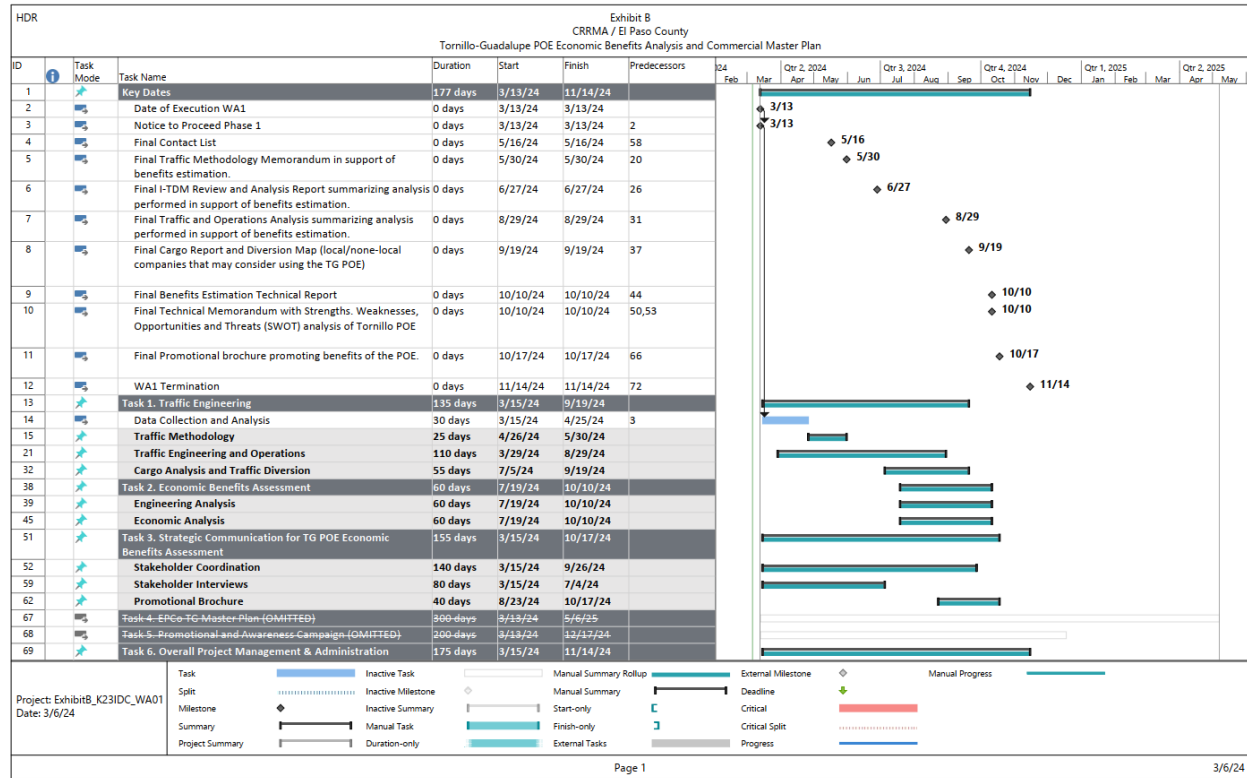 HDR
Exhibit B
CRRMA / El Paso County
Tornillo-Guadalupe POE Economic Benefits Analysis and Commercial Master Plan
ID Task Mode Task Name Duration Start Finish Predecessors
024 Qtr 2, 2024 Qtr 3, 2024 Qtr 4, 2024 Qtr 1, 2025 Qtr 2, 2025
Feb Mar Apr May Jun Jul Aug Sep Oct Nov Dec Jan Feb Mar Apr May
1 Key Dates 177 days 3/13/24 11/14/24
2 Date of Execution WA1 0 days 3/13/24 3/13/24 3/13
3 Notice to Proceed Phase 1 0 days 3/13/24 3/13/24 2 3/13
4 Final Contact List 0 days 5/16/24 5/16/24 58 5/16
5 Final Traffic Methodology Memorandum in support of 0 days 5/30/24 5/30/24 20 5/30
benefits estimation.
6 Final I-TDM Review and Analysis Report summarizing analysis 0 days 6/27/24 6/27/24 26 6/27
performed in support of benefits estimation.
7 Final Traffic and Operations Analysis summarizing analysis 0 days 8/29/24 8/29/24 31 8/29
performed in support of benefits estimation.
8 Final Cargo Report and Diversion Map (local/none-local 0 days 9/19/24 9/19/24 37 9/19
companies that may consider using the TG POE)
9 Final Benefits Estimation Technical Report 0 days 10/10/24 10/10/24 44 10/10
10 Final Technical Memorandum with Strengths. Weaknesses, 0 days 10/10/24 10/10/24 50,53 10/10
Opportunities and Threats (SWOT) analysis of Tornillo POE
11 Final Promotional brochure promoting benefits of the POE. 0 days 10/17/24 10/17/24 66 10/17
12 WA1 Termination 0 days 11/14/24 11/14/24 72 11/14
13 Task 1. Traffic Engineering 135 days 3/15/24 9/19/24
14 Data Collection and Analysis 30 days 3/15/24 4/25/24 3
15 Traffic Methodology 25 days 4/26/24 5/30/24
21 Traffic Engineering and Operations 110 days 3/29/24 8/29/24
32 Cargo Analysis and Traffic Diversion 55 days 7/5/24 9/19/24
38 Task 2. Economic Benefits Assessment 60 days 7/19/24 10/10/24
39 Engineering Analysis 60 days 7/19/24 10/10/24
45 Economic Analysis 60 days 7/19/24 10/10/24
51 Task 3. Strategic Communication for TG POE Economic 155 days 3/15/24 10/17/24
Benefits Assessment
52 Stakeholder Coordination 140 days 3/15/24 9/26/24
59 Stakeholder Interviews 80 days 3/15/24 7/4/24
62 Promotional Brochure 40 days 8/23/24 10/17/24
67 Task 4. EPCo TG Master Plan (OMITTED) 300 days 3/13/24 5/6/25
68 Task 5. Promotional and Awareness Campaign (OMITTED) 200 days 3/13/24 12/17/24
69 Task 6. Overall Project Management & Administration 175 days 3/15/24 11/14/24
Project: ExhibitB_K23IDC_WA01
Date: 3/6/24
Task Inactive Task Manual Summary Rollup External Milestone Manual Progress
Split Inactive Milestone Manual Summary Deadline
Milestone Inactive Summary Start-only Critical
Summary Manual Task Finish-only Critical Split
Project Summary Duration-only External Tasks Progress
Page 1 3/6/24